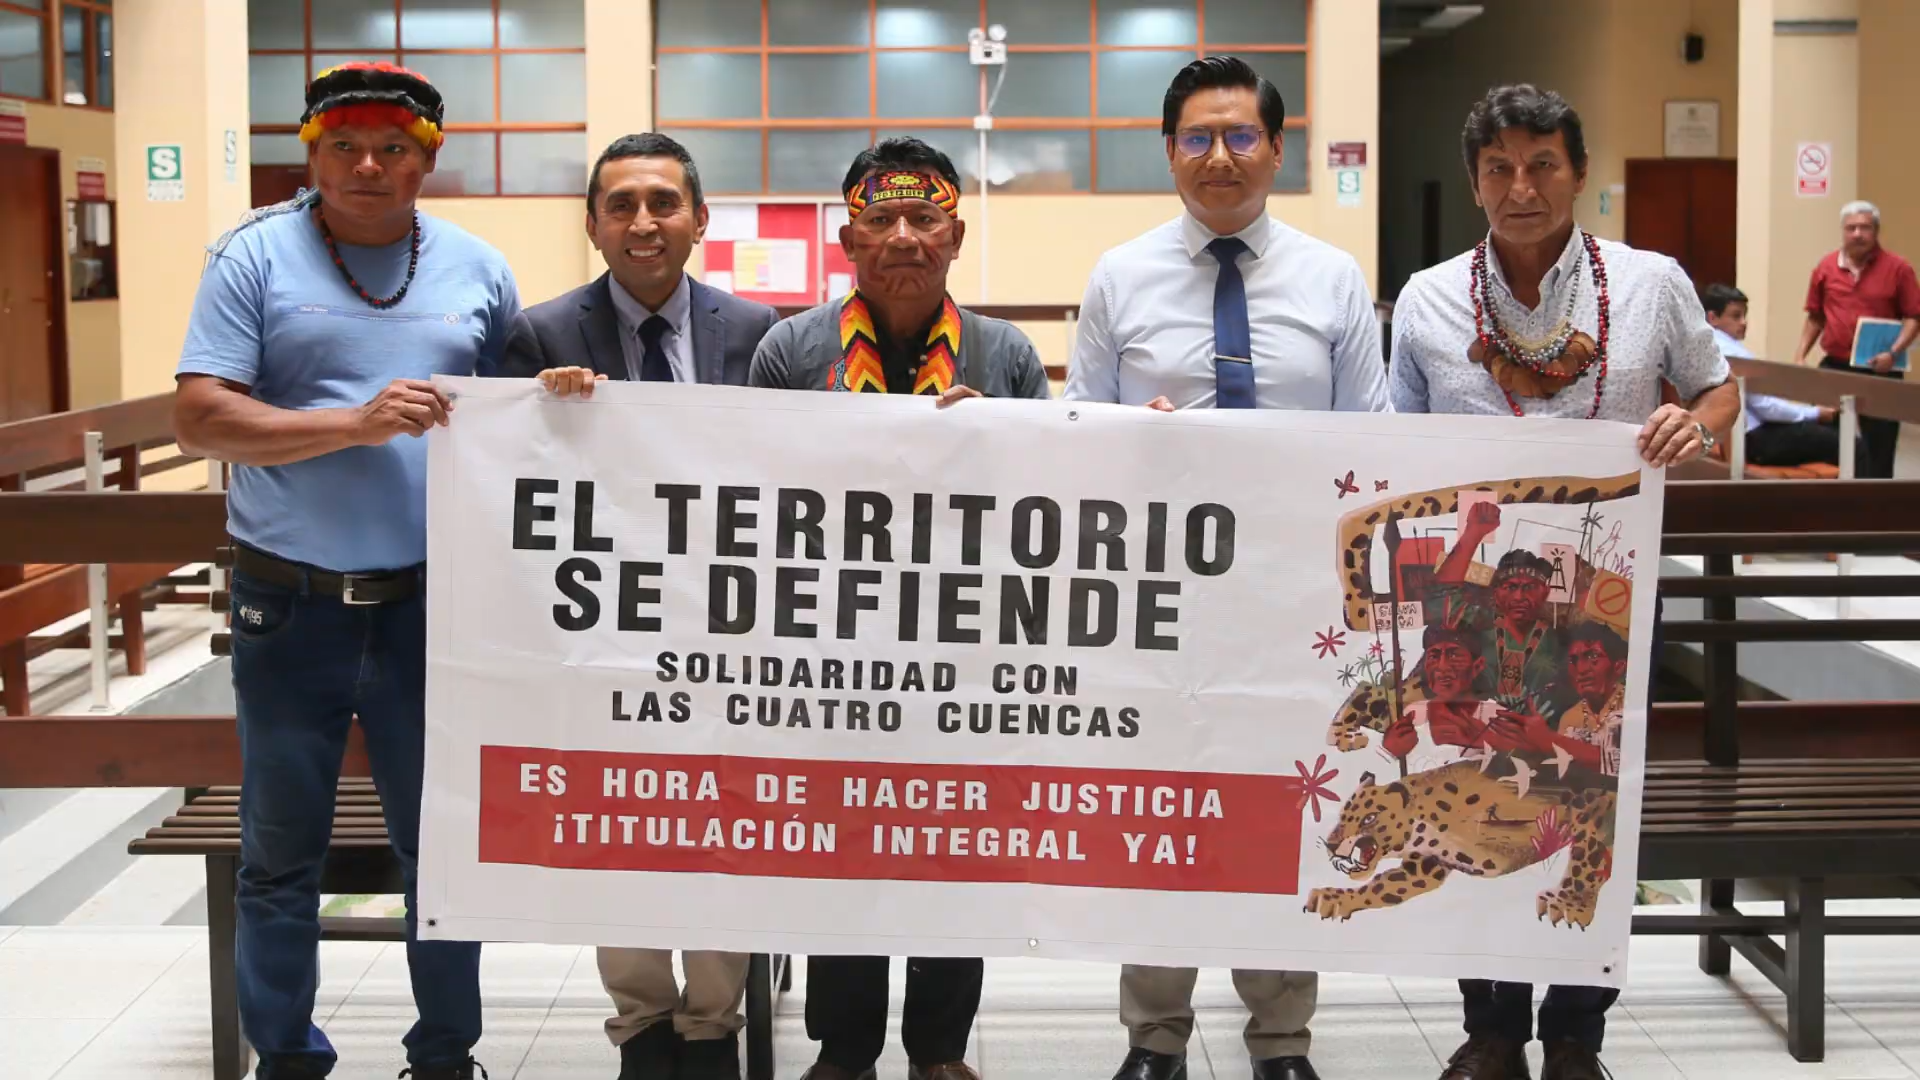 S
S
S
EL TERRITORIO
SE DEFIENDE
SOLIDARIDAD CON
LAS CUATRO CUENCAS
ES HORA DE HACER JUSTICIA
¡TITULACIÓN INTEGRAL YA!